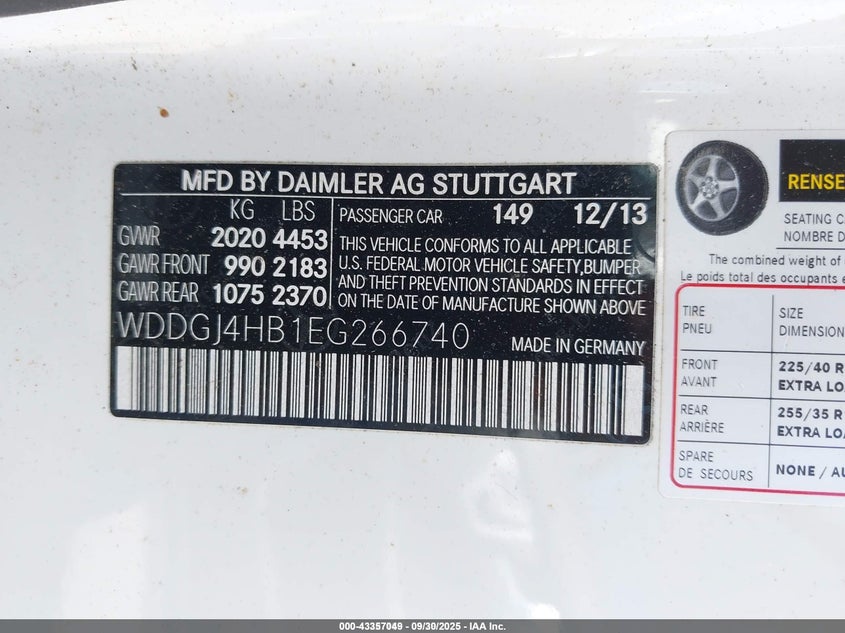 MFD BY DAIMLER AG STUTTGART
KG LBS
GVWR 2020 4453
GAWR FRONT 990 2183
GAWR REAR 1075 2370
PASSENGER CAR 149 12/13
THIS VEHICLE CONFORMS TO ALL APPLICABLE
U.S. FEDERAL MOTOR VEHICLE SAFETY,BUMPER
AND THEFT PREVENTION STANDARDS IN EFFECT
ON THE DATE OF MANUFACTURE SHOWN ABOVE
WDDGJ4HB1EG266740
MADE IN GERMANY
RENSE
SEATING C
NOMBRE D
The combined weight of
Le poids total des occupants e
TIRE SIZE
PNEU DIMENSION
FRONT 225/40 R
AVANT EXTRA LO
REAR 255/35 R
ARRIÈRE EXTRA LOA
SPARE NONE / AU
DE SECOURS
000-43357049 - 09/30/2025 - IAA Inc.